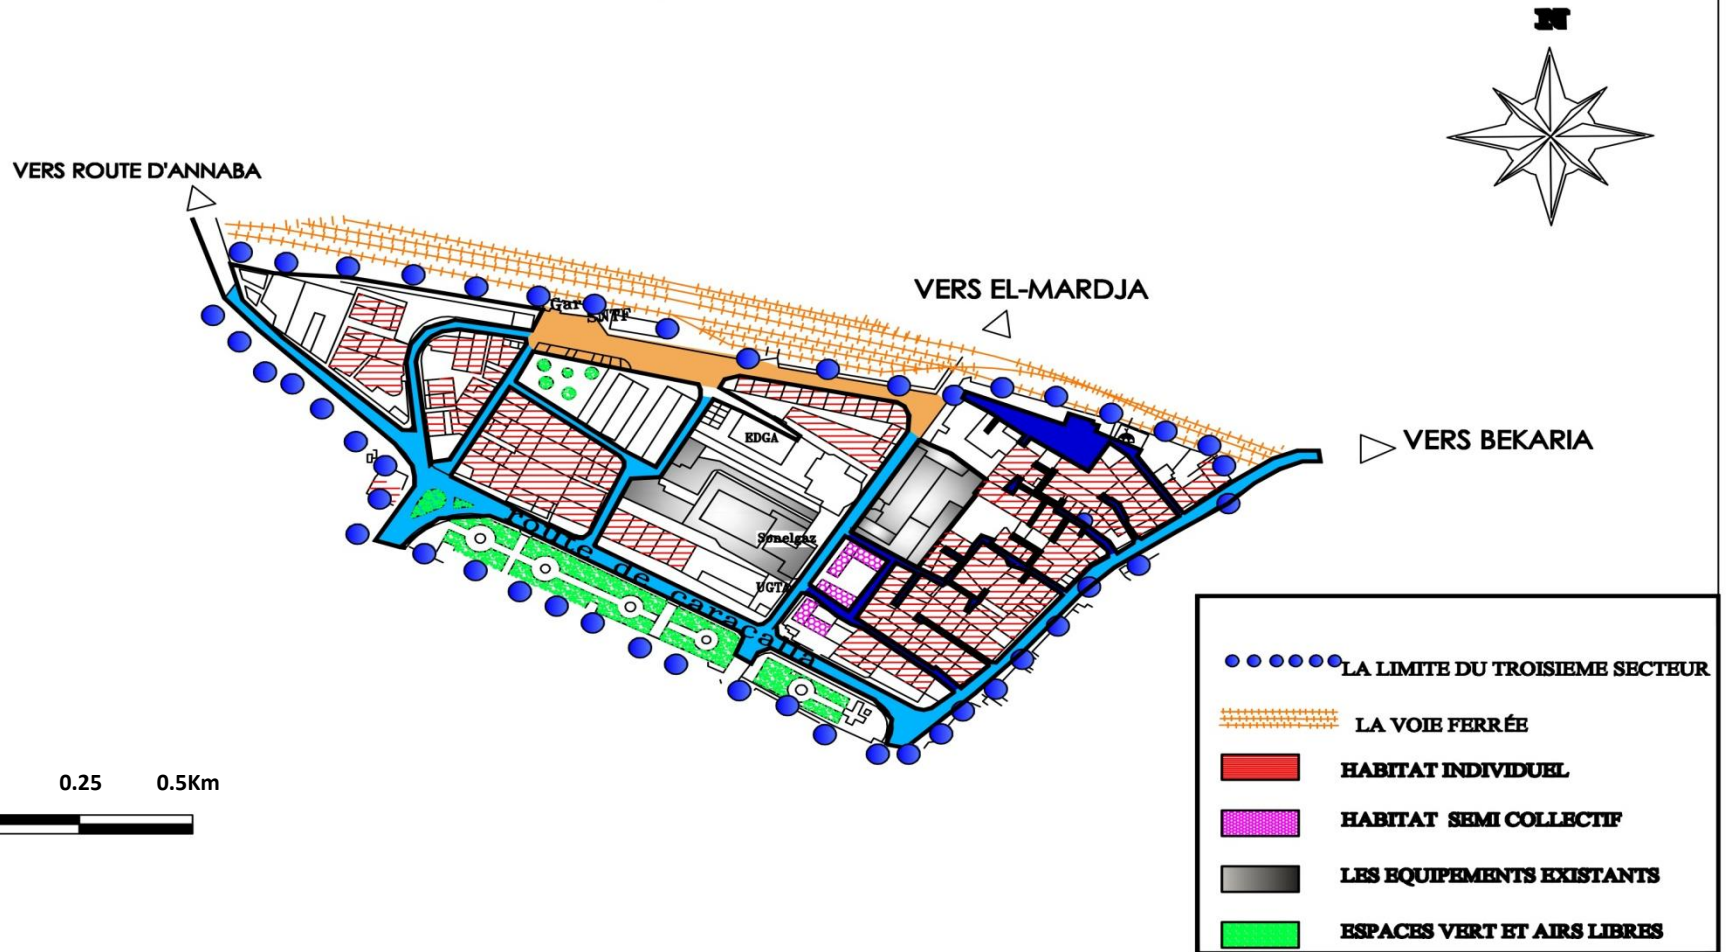 N
VERS ROUTE D'ANNABA
VERS EL-MARDJA
VERS BEKARIA
Gar
SNTF
EDGA
Sonelgaz
UGTA
route de caracalla
0.25 0.5Km
LA LIMITE DU TROISIEME SECTEUR
LA VOIE FERRÉE
HABITAT INDIVIDUEL
HABITAT SEMI COLLECTIF
LES EQUIPEMENTS EXISTANTS
ESPACES VERT ET AIRS LIBRES